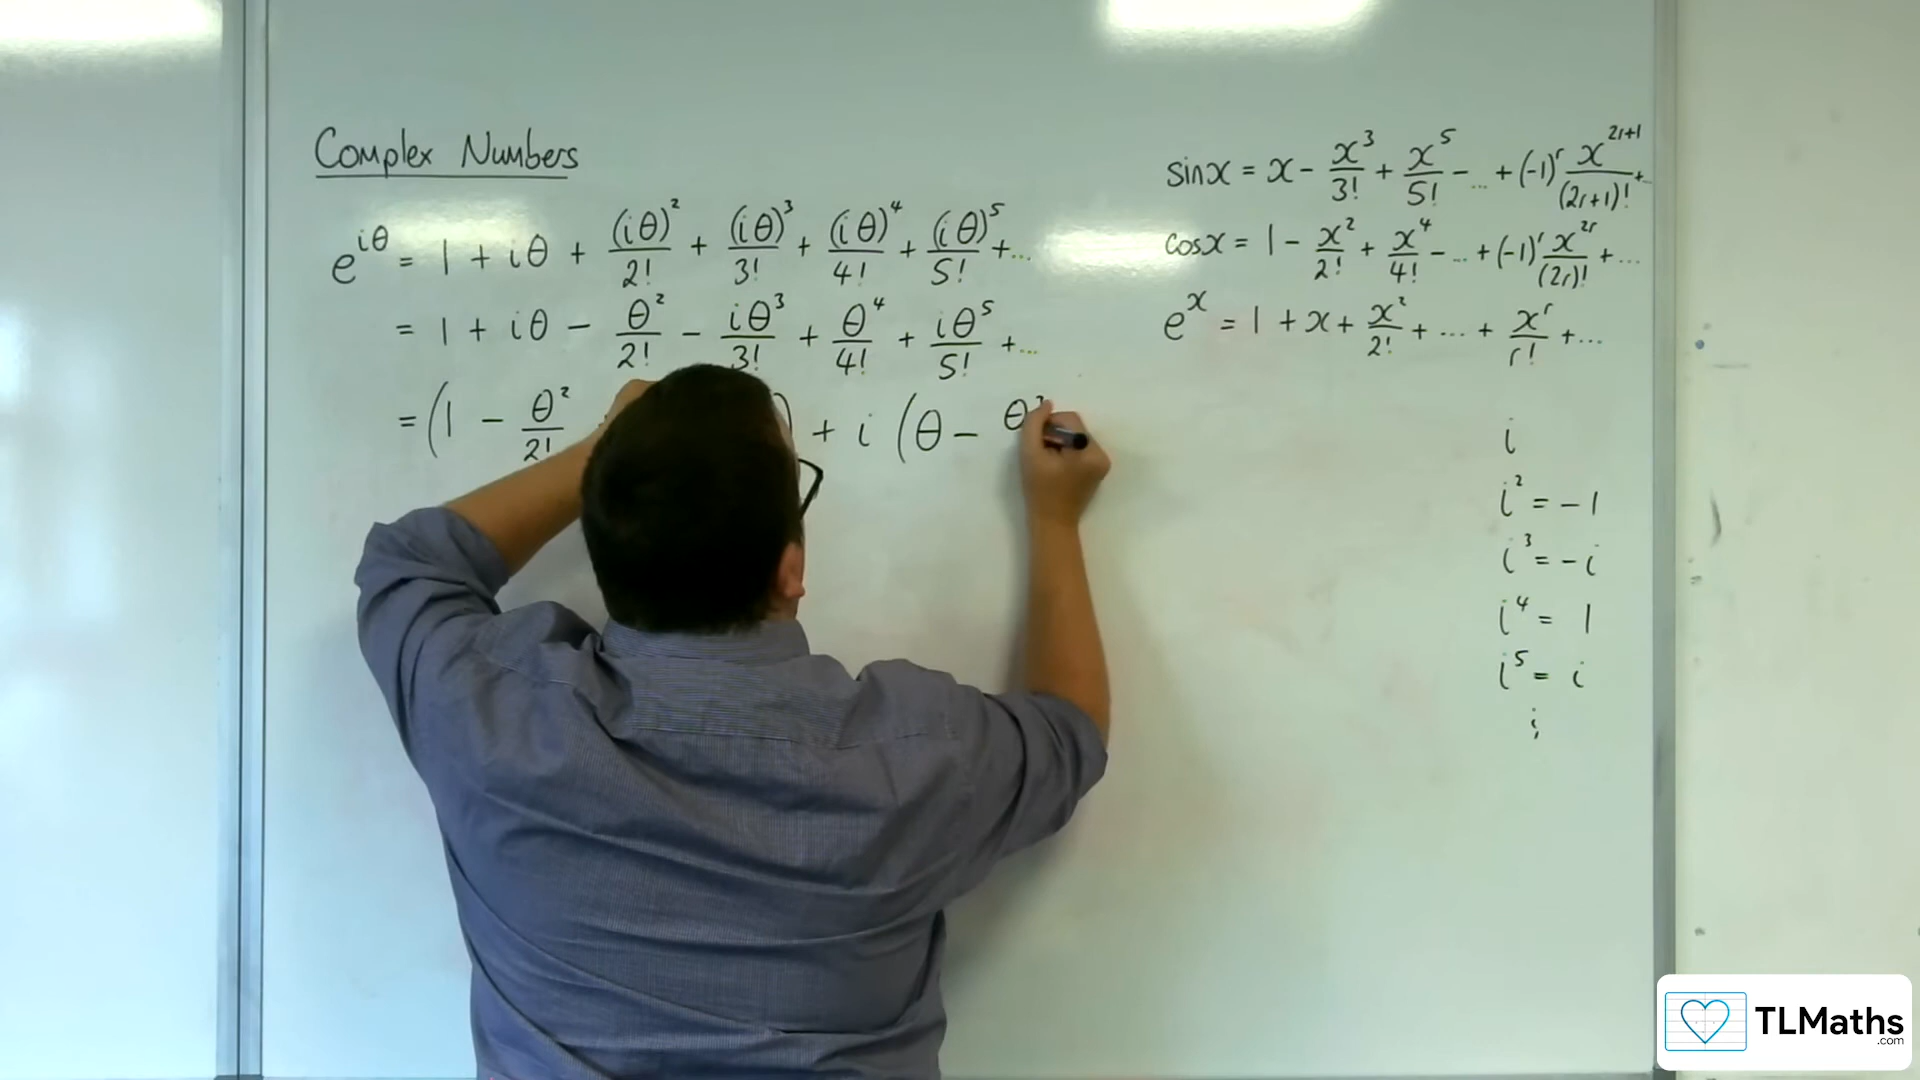 Complex Numbers
e^{iθ} = 1 + iθ + (iθ)²/2! + (iθ)³/3! + (iθ)⁴/4! + (iθ)⁵/5! + ...
= 1 + iθ - θ²/2! - iθ³/3! + θ⁴/4! + iθ⁵/5! + ...
= (1 - θ²/2! ) + i (θ - θ
sinx = x - x³/3! + x⁵/5! - ... + (-1)^r x^{2r+1}/(2r+1)! + ...
cosx = 1 - x²/2! + x⁴/4! - ... + (-1)^r x^{2r}/(2r)! + ...
e^x = 1 + x + x²/2! + ... + x^r/r! + ...
i
i² = -1
i³ = -i
i⁴ = 1
i⁵ = i
⋮
TLMaths
.com